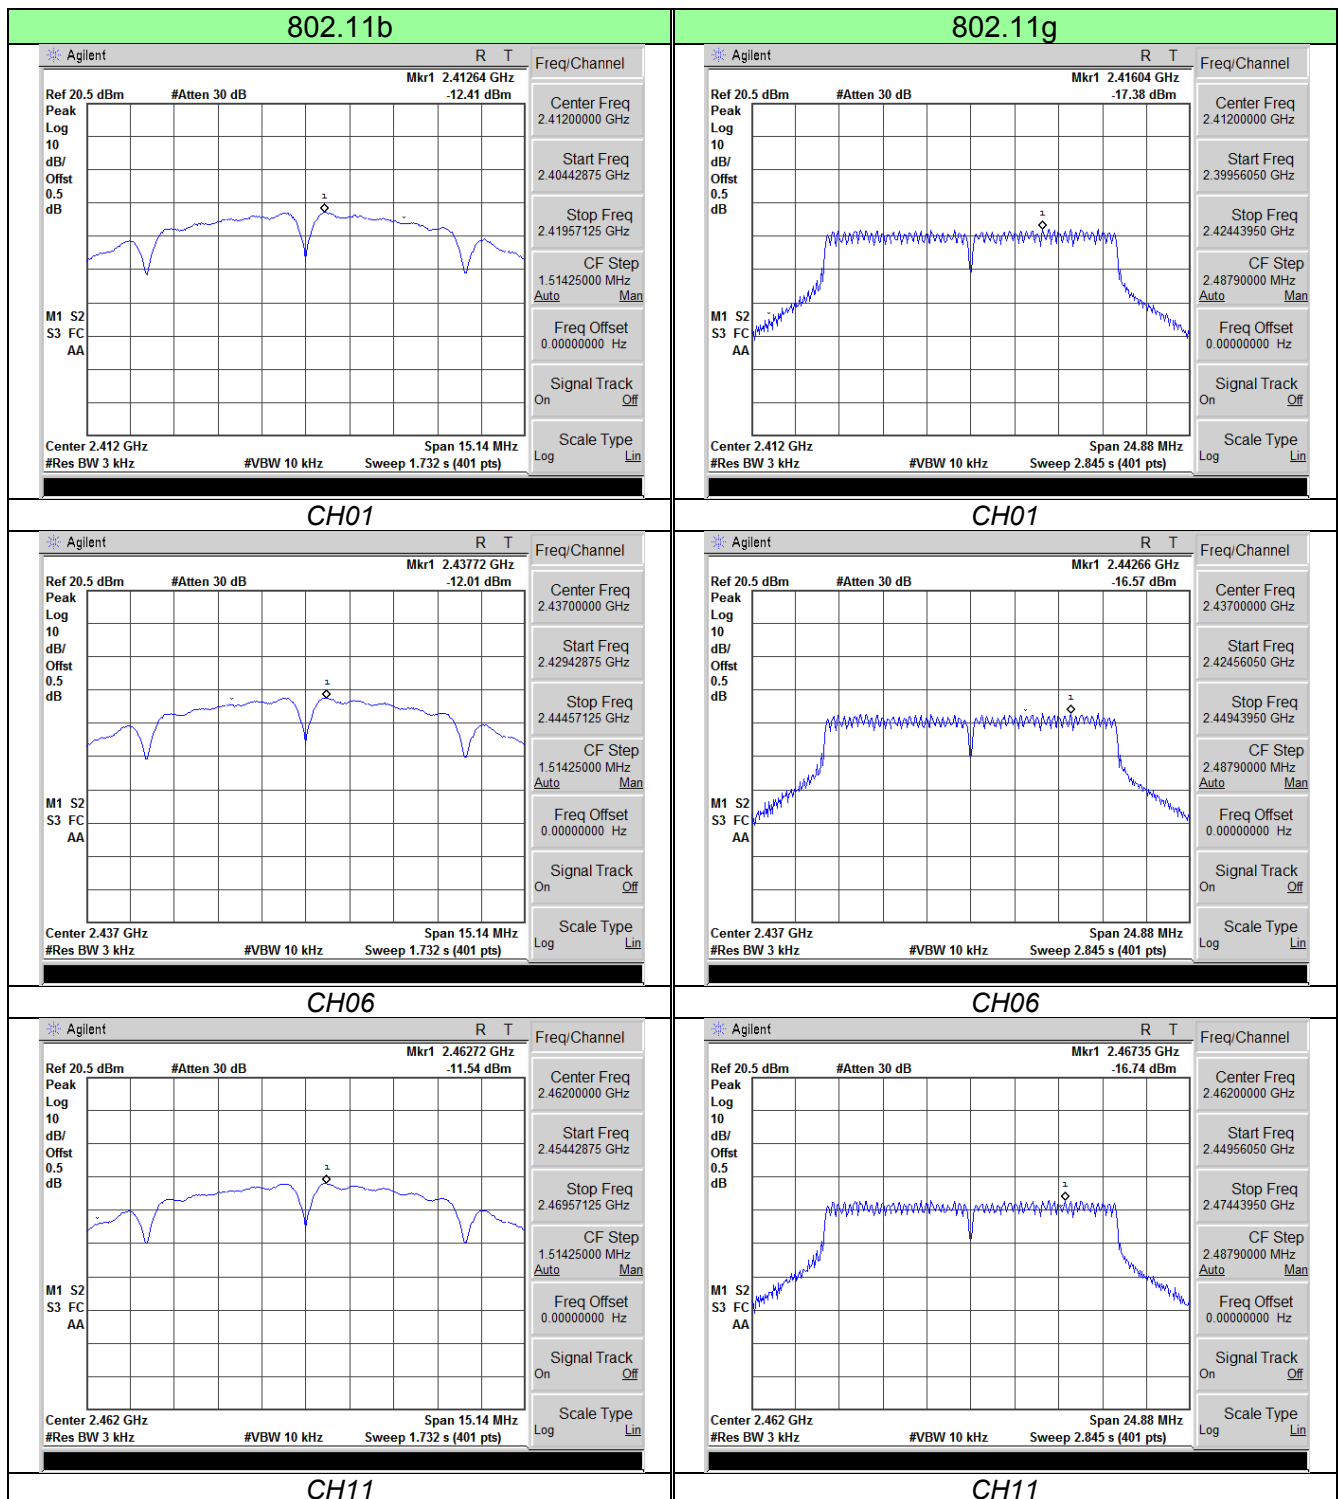 802.11b
802.11g
Agilent R T
Freq/Channel
Mkr1 2.41264 GHz
Ref 20.5 dBm #Atten 30 dB -12.41 dBm
Peak
Log
10
dB/
Offst
0.5
dB
1
M1 S2
S3 FC
AA
Center 2.412 GHz Span 15.14 MHz
#Res BW 3 kHz #VBW 10 kHz Sweep 1.732 s (401 pts)
Center Freq
2.41200000 GHz
Start Freq
2.40442875 GHz
Stop Freq
2.41957125 GHz
CF Step
1.51425000 MHz
Auto Man
Freq Offset
0.00000000 Hz
Signal Track
On Off
Scale Type
Log Lin
CH01
Agilent R T
Freq/Channel
Mkr1 2.41604 GHz
Ref 20.5 dBm #Atten 30 dB -17.38 dBm
Peak
Log
10
dB/
Offst
0.5
dB
1
M1 S2
S3 FC
AA
Center 2.412 GHz Span 24.88 MHz
#Res BW 3 kHz #VBW 10 kHz Sweep 2.845 s (401 pts)
Center Freq
2.41200000 GHz
Start Freq
2.39956050 GHz
Stop Freq
2.42443950 GHz
CF Step
2.48790000 MHz
Auto Man
Freq Offset
0.00000000 Hz
Signal Track
On Off
Scale Type
Log Lin
CH01
Agilent R T
Freq/Channel
Mkr1 2.43772 GHz
Ref 20.5 dBm #Atten 30 dB -12.01 dBm
Peak
Log
10
dB/
Offst
0.5
dB
1
M1 S2
S3 FC
AA
Center 2.437 GHz Span 15.14 MHz
#Res BW 3 kHz #VBW 10 kHz Sweep 1.732 s (401 pts)
Center Freq
2.43700000 GHz
Start Freq
2.42942875 GHz
Stop Freq
2.44457125 GHz
CF Step
1.51425000 MHz
Auto Man
Freq Offset
0.00000000 Hz
Signal Track
On Off
Scale Type
Log Lin
CH06
Agilent R T
Freq/Channel
Mkr1 2.44266 GHz
Ref 20.5 dBm #Atten 30 dB -16.57 dBm
Peak
Log
10
dB/
Offst
0.5
dB
1
M1 S2
S3 FC
AA
Center 2.437 GHz Span 24.88 MHz
#Res BW 3 kHz #VBW 10 kHz Sweep 2.845 s (401 pts)
Center Freq
2.43700000 GHz
Start Freq
2.42456050 GHz
Stop Freq
2.44943950 GHz
CF Step
2.48790000 MHz
Auto Man
Freq Offset
0.00000000 Hz
Signal Track
On Off
Scale Type
Log Lin
CH06
Agilent R T
Freq/Channel
Mkr1 2.46272 GHz
Ref 20.5 dBm #Atten 30 dB -11.54 dBm
Peak
Log
10
dB/
Offst
0.5
dB
1
M1 S2
S3 FC
AA
Center 2.462 GHz Span 15.14 MHz
#Res BW 3 kHz #VBW 10 kHz Sweep 1.732 s (401 pts)
Center Freq
2.46200000 GHz
Start Freq
2.45442875 GHz
Stop Freq
2.46957125 GHz
CF Step
1.51425000 MHz
Auto Man
Freq Offset
0.00000000 Hz
Signal Track
On Off
Scale Type
Log Lin
CH11
Agilent R T
Freq/Channel
Mkr1 2.46735 GHz
Ref 20.5 dBm #Atten 30 dB -16.74 dBm
Peak
Log
10
dB/
Offst
0.5
dB
1
M1 S2
S3 FC
AA
Center 2.462 GHz Span 24.88 MHz
#Res BW 3 kHz #VBW 10 kHz Sweep 2.845 s (401 pts)
Center Freq
2.46200000 GHz
Start Freq
2.44956050 GHz
Stop Freq
2.47443950 GHz
CF Step
2.48790000 MHz
Auto Man
Freq Offset
0.00000000 Hz
Signal Track
On Off
Scale Type
Log Lin
CH11